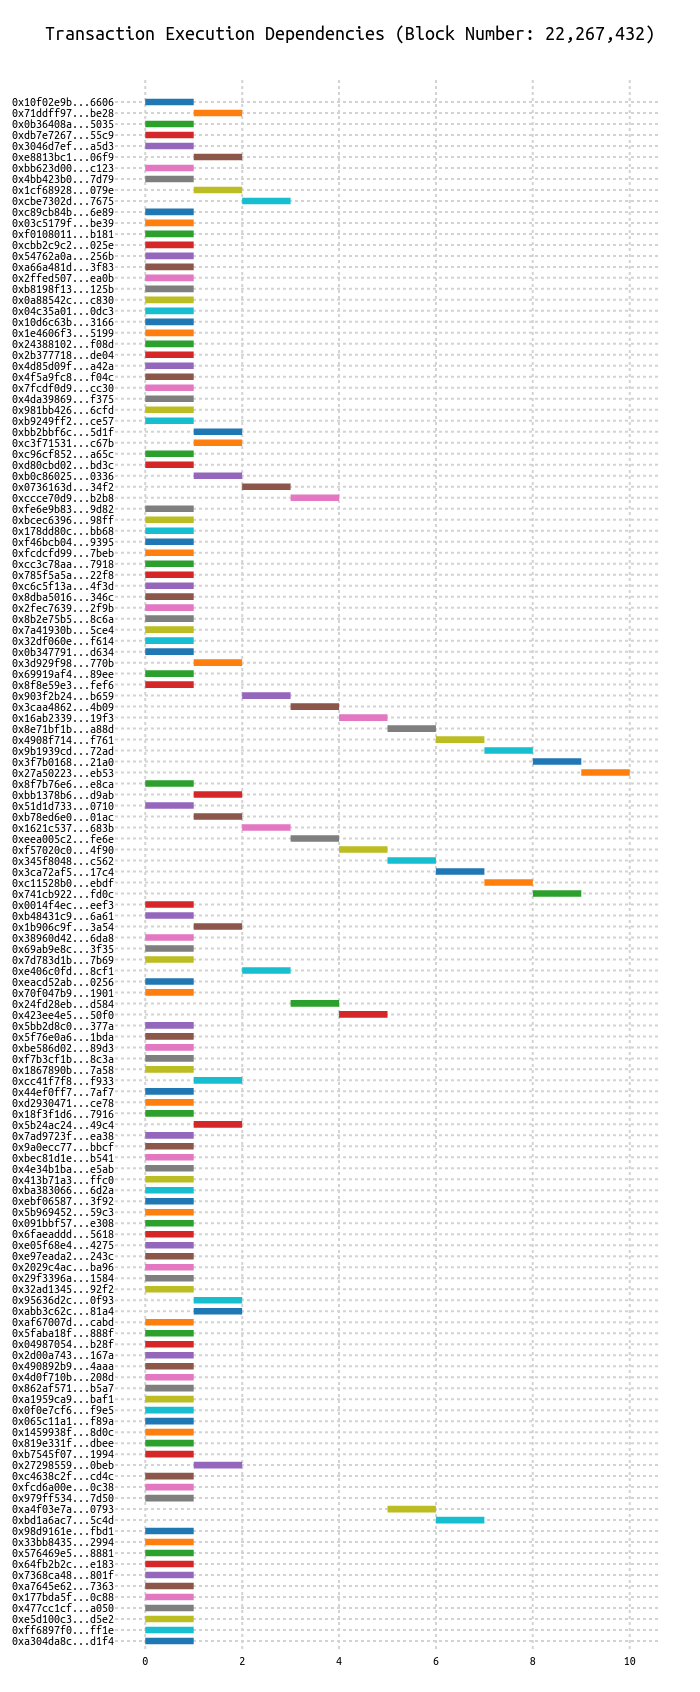 Transaction Execution Dependencies (Block Number: 22,267,432)
0x10f02e9b...6606
0x71ddff97...be28
0x0b36408a...5035
0xdb7e7267...55c9
0x3046d7ef...a5d3
0xe8813bc1...06f9
0xbb623d00...c123
0x4bb423b0...7d79
0x1cf68928...079e
0xcbe7302d...7675
0xc89cb84b...6e89
0x03c5179f...be39
0xf0108011...b181
0xcbb2c9c2...025e
0x54762a0a...256b
0xa66a481d...3f83
0x2ffed507...ea0b
0xb8198f13...125b
0x0a88542c...c830
0x04c35a01...0dc3
0x10d6c63b...3166
0x1e4606f3...5199
0x24388102...f08d
0x2b377718...de04
0x4d85d09f...a42a
0x4f5a9fc8...f04c
0x7fcdf0d9...cc30
0x4da39869...f375
0x981bb426...6cfd
0xb9249ff2...ce57
0xbb2bbf6c...5d1f
0xc3f71531...c67b
0xc96cf852...a65c
0xd80cbd02...bd3c
0xb0c86025...0336
0x0736163d...34f2
0xccce70d9...b2b8
0xfe6e9b83...9d82
0xbcec6396...98ff
0x178dd80c...bb68
0xf46bcb04...9395
0xfcdcfd99...7beb
0xcc3c78aa...7918
0x785f5a5a...22f8
0xc6c5f13a...4f3d
0x8dba5016...346c
0x2fec7639...2f9b
0x8b2e75b5...8c6a
0x7a41930b...5ce4
0x32df060e...f614
0x0b347791...d634
0x3d929f98...770b
0x69919af4...89ee
0x8f8e59e3...fef6
0x903f2b24...b659
0x3caa4862...4b09
0x16ab2339...19f3
0x8e71bf1b...a88d
0x4908f714...f761
0x9b1939cd...72ad
0x3f7b0168...21a0
0x27a50223...eb53
0x8f7b76e6...e8ca
0xbb1378b6...d9ab
0x51d1d733...0710
0xb78ed6e0...01ac
0x1621c537...683b
0xeea005c2...fe6e
0xf57020c0...4f90
0x345f8048...c562
0x3ca72af5...17c4
0xc11528b0...ebdf
0x741cb922...fd0c
0x0014f4ec...eef3
0xb48431c9...6a61
0x1b906c9f...3a54
0x38960d42...6da8
0x69ab9e8c...3f35
0x7d783d1b...7b69
0xe406c0fd...8cf1
0xeacd52ab...0256
0x70f047b9...1901
0x24fd28eb...d584
0x423ee4e5...50f0
0x5bb2d8c0...377a
0x5f76e0a6...1bda
0xbe586d02...89d3
0xf7b3cf1b...8c3a
0x1867890b...7a58
0xcc41f7f8...f933
0x44ef0ff7...7af7
0xd2930471...ce78
0x18f3f1d6...7916
0x5b24ac24...49c4
0x7ad9723f...ea38
0x9a0ecc77...bbcf
0xbec81d1e...b541
0x4e34b1ba...e5ab
0x413b71a3...ffc0
0xba383066...6d2a
0xebf06587...3f92
0x5b969452...59c3
0x091bbf57...e308
0x6faeaddd...5618
0xe05f68e4...4275
0xe97eada2...243c
0x2029c4ac...ba96
0x29f3396a...1584
0x32ad1345...92f2
0x95636d2c...0f93
0xabb3c62c...81a4
0xaf67007d...cabd
0x5faba18f...888f
0x04987054...b28f
0x2d00a743...167a
0x490892b9...4aaa
0x4d0f710b...208d
0x862af571...b5a7
0xa1959ca9...baf1
0x0f0e7cf6...f9e5
0x065c11a1...f89a
0x1459938f...8d0c
0x819e331f...dbee
0xb7545f07...1994
0x27298559...0beb
0xc4638c2f...cd4c
0xfcd6a00e...0c38
0x979ff534...7d50
0xa4f03e7a...0793
0xbd1a6ac7...5c4d
0x98d9161e...fbd1
0x33bb8435...2994
0x576469e5...8881
0x64fb2b2c...e183
0x7368ca48...801f
0xa7645e62...7363
0x177bda5f...0c88
0x477cc1cf...a050
0xe5d100c3...d5e2
0xff6897f0...ff1e
0xa304da8c...d1f4
0 2 4 6 8 10